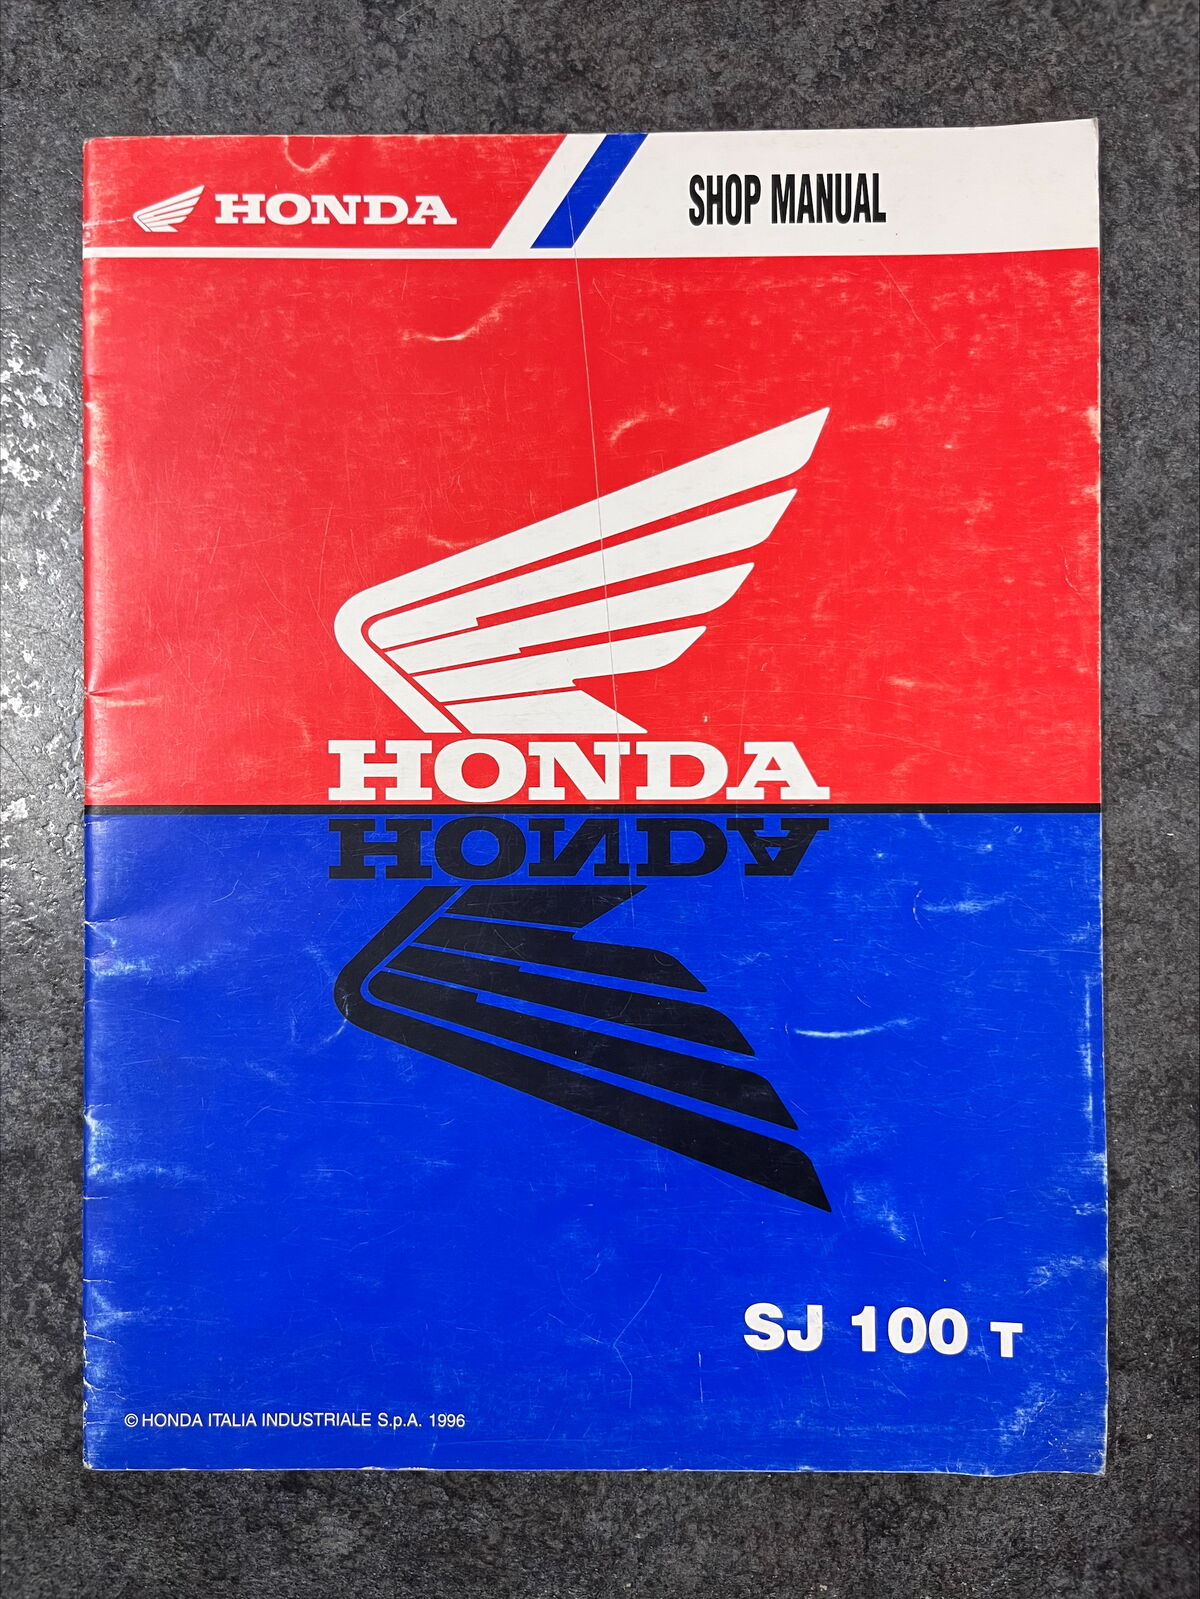 HONDA
SHOP MANUAL
HONDA
HONDA
SJ 100 T
© HONDA ITALIA INDUSTRIALE S.p.A. 1996